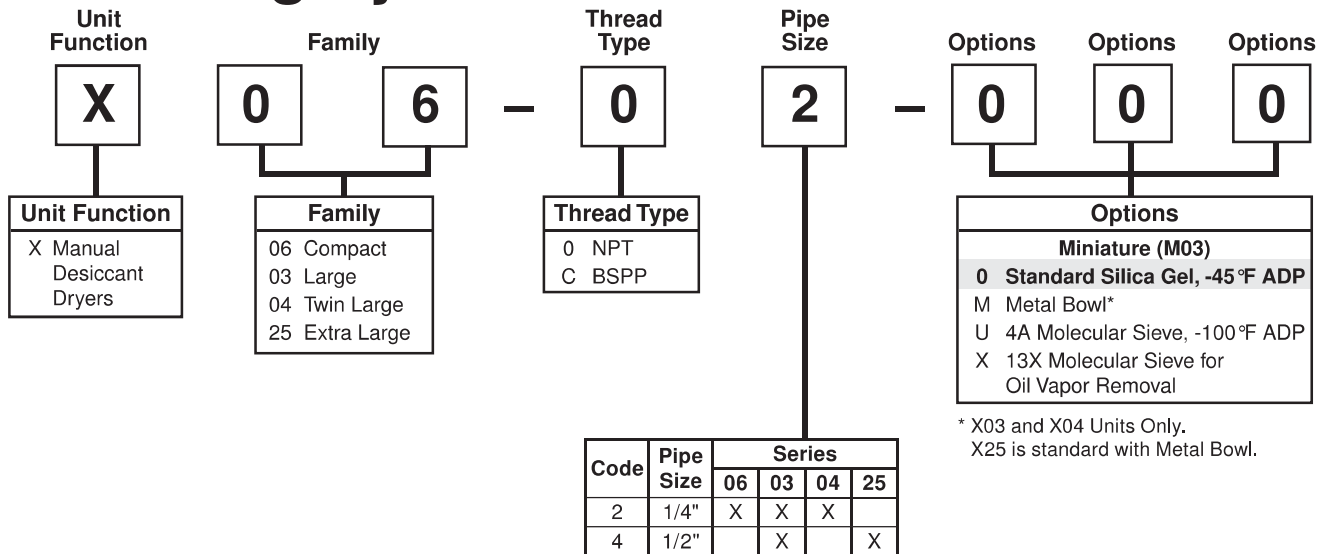 Unit Function
Family
Thread Type
Pipe Size
Options Options Options
X 0 6 – 0 2 – 0 0 0
Unit Function
X Manual
Desiccant
Dryers
Family
06 Compact
03 Large
04 Twin Large
25 Extra Large
Thread Type
0 NPT
C BSPP
Options
Miniature (M03)
0 Standard Silica Gel, -45°F ADP
M Metal Bowl*
U 4A Molecular Sieve, -100°F ADP
X 13X Molecular Sieve for
Oil Vapor Removal
* X03 and X04 Units Only.
X25 is standard with Metal Bowl.
Code Pipe Size Series
06 03 04 25
2 1/4" X X X
4 1/2" X X